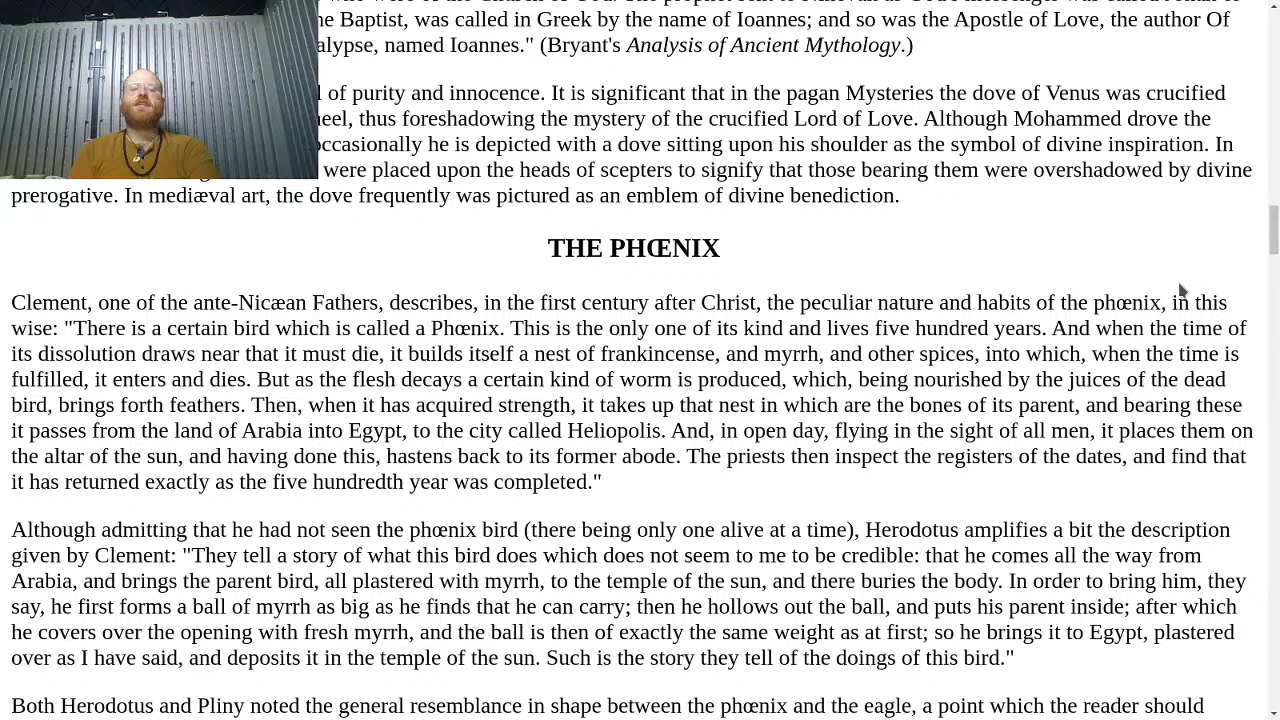 he Baptist, was called in Greek by the name of Ioannes; and so was the Apostle of Love, the author Of
alypse, named Ioannes." (Bryant's Analysis of Ancient Mythology.)
l of purity and innocence. It is significant that in the pagan Mysteries the dove of Venus was crucified
eel, thus foreshadowing the mystery of the crucified Lord of Love. Although Mohammed drove the
occasionally he is depicted with a dove sitting upon his shoulder as the symbol of divine inspiration. In
were placed upon the heads of scepters to signify that those bearing them were overshadowed by divine
prerogative. In mediæval art, the dove frequently was pictured as an emblem of divine benediction.
THE PHŒNIX
Clement, one of the ante-Nicæan Fathers, describes, in the first century after Christ, the peculiar nature and habits of the phœnix, in this
wise: "There is a certain bird which is called a Phœnix. This is the only one of its kind and lives five hundred years. And when the time of
its dissolution draws near that it must die, it builds itself a nest of frankincense, and myrrh, and other spices, into which, when the time is
fulfilled, it enters and dies. But as the flesh decays a certain kind of worm is produced, which, being nourished by the juices of the dead
bird, brings forth feathers. Then, when it has acquired strength, it takes up that nest in which are the bones of its parent, and bearing these
it passes from the land of Arabia into Egypt, to the city called Heliopolis. And, in open day, flying in the sight of all men, it places them on
the altar of the sun, and having done this, hastens back to its former abode. The priests then inspect the registers of the dates, and find that
it has returned exactly as the five hundredth year was completed."
Although admitting that he had not seen the phœnix bird (there being only one alive at a time), Herodotus amplifies a bit the description
given by Clement: "They tell a story of what this bird does which does not seem to me to be credible: that he comes all the way from
Arabia, and brings the parent bird, all plastered with myrrh, to the temple of the sun, and there buries the body. In order to bring him, they
say, he first forms a ball of myrrh as big as he finds that he can carry; then he hollows out the ball, and puts his parent inside; after which
he covers over the opening with fresh myrrh, and the ball is then of exactly the same weight as at first; so he brings it to Egypt, plastered
over as I have said, and deposits it in the temple of the sun. Such is the story they tell of the doings of this bird."
Both Herodotus and Pliny noted the general resemblance in shape between the phœnix and the eagle, a point which the reader should